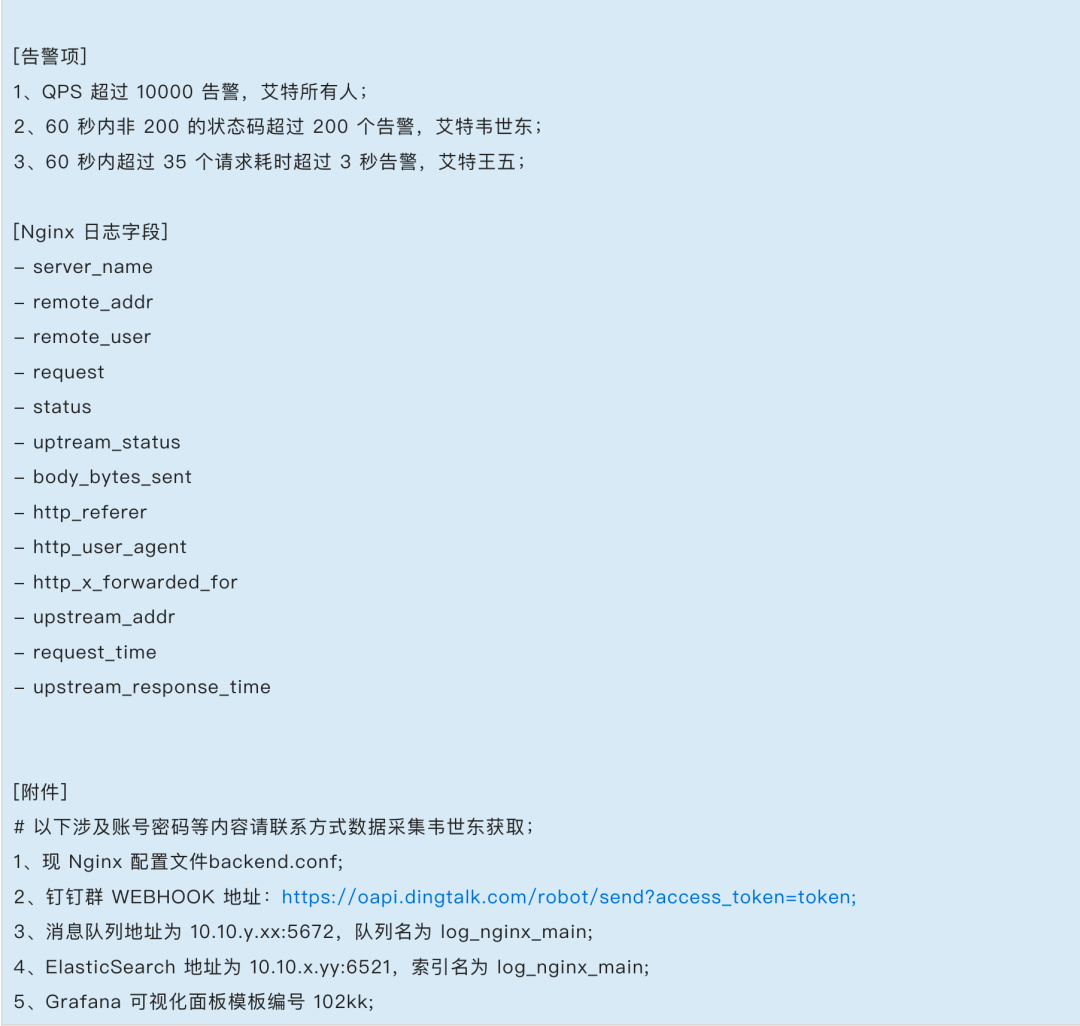 [告警项]
1、QPS 超过 10000 告警，艾特所有人；
2、60 秒内非 200 的状态码超过 200 个告警，艾特韦世东；
3、60 秒内超过 35 个请求耗时超过 3 秒告警，艾特王五；
[Nginx 日志字段]
- server_name
- remote_addr
- remote_user
- request
- status
- uptream_status
- body_bytes_sent
- http_referer
- http_user_agent
- http_x_forwarded_for
- upstream_addr
- request_time
- upstream_response_time
[附件]
# 以下涉及账号密码等内容请联系方式数据采集韦世东获取；
1、现 Nginx 配置文件backend.conf;
2、钉钉群 WEBHOOK 地址：https://oapi.dingtalk.com/robot/send?access_token=token;
3、消息队列地址为 10.10.y.xx:5672，队列名为 log_nginx_main;
4、ElasticSearch 地址为 10.10.x.yy:6521，索引名为 log_nginx_main;
5、Grafana 可视化面板模板编号 102kk;